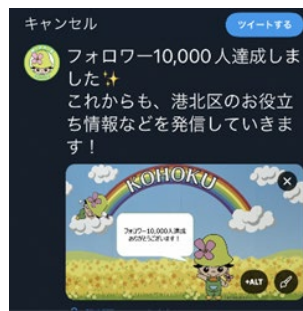 キャンセル
ツイートする
フォロワー10,000人達成しま
した✨
これからも、港北区のお役立
ち情報などを発信していきま
す！
KOHOKU
フォロワー10,000人達成
ありがとうございます！
+ALT